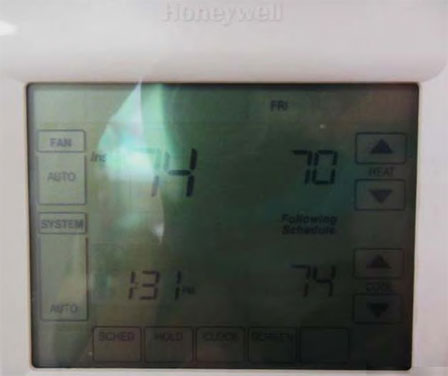 Honeywell
FRI
FAN
AUTO
74
70
HEAT
SYSTEM
AUTO
Following
Schedule
1:31 PM
74
COOL
SCHED HOLD CLOCK SCREEN